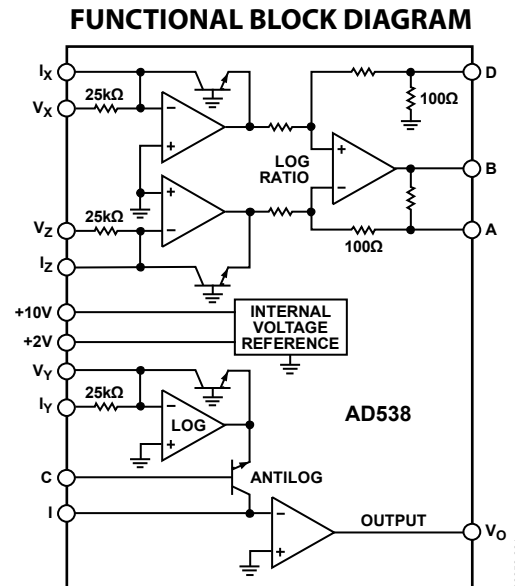 FUNCTIONAL BLOCK DIAGRAM
IX
D
25kΩ
VX
100Ω
LOG
RATIO
B
25kΩ
VZ
A
100Ω
IZ
+10V
INTERNAL
VOLTAGE
REFERENCE
+2V
VY
25kΩ
IY
LOG
AD538
C
ANTILOG
I
OUTPUT
VO